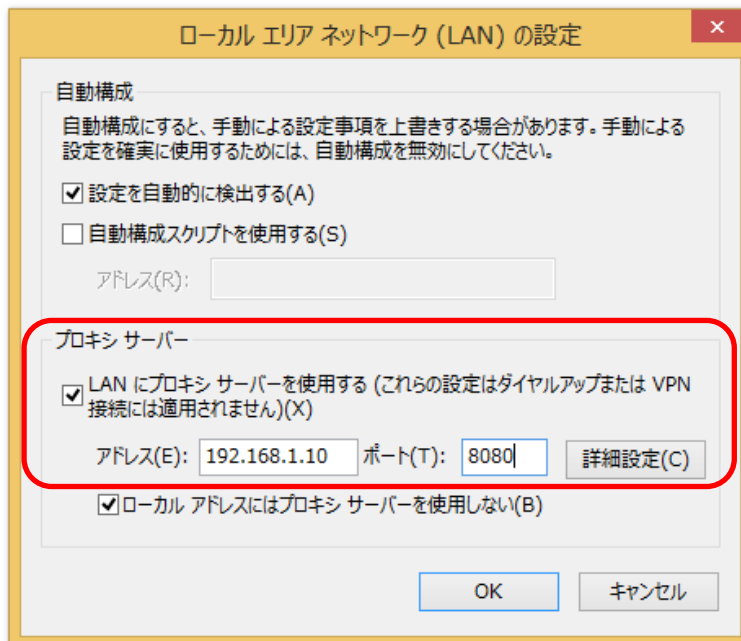 ローカル エリア ネットワーク (LAN) の設定
×
自動構成
自動構成にすると、手動による設定事項を上書きする場合があります。手動による
設定を確実に使用するためには、自動構成を無効にしてください。
設定を自動的に検出する(A)
自動構成スクリプトを使用する(S)
アドレス(R):
プロキシ サーバー
LAN にプロキシ サーバーを使用する (これらの設定はダイヤルアップまたは VPN
接続には適用されません)(X)
アドレス(E): 192.168.1.10 ポート(T): 8080 詳細設定(C)
ローカル アドレスにはプロキシ サーバーを使用しない(B)
OK キャンセル